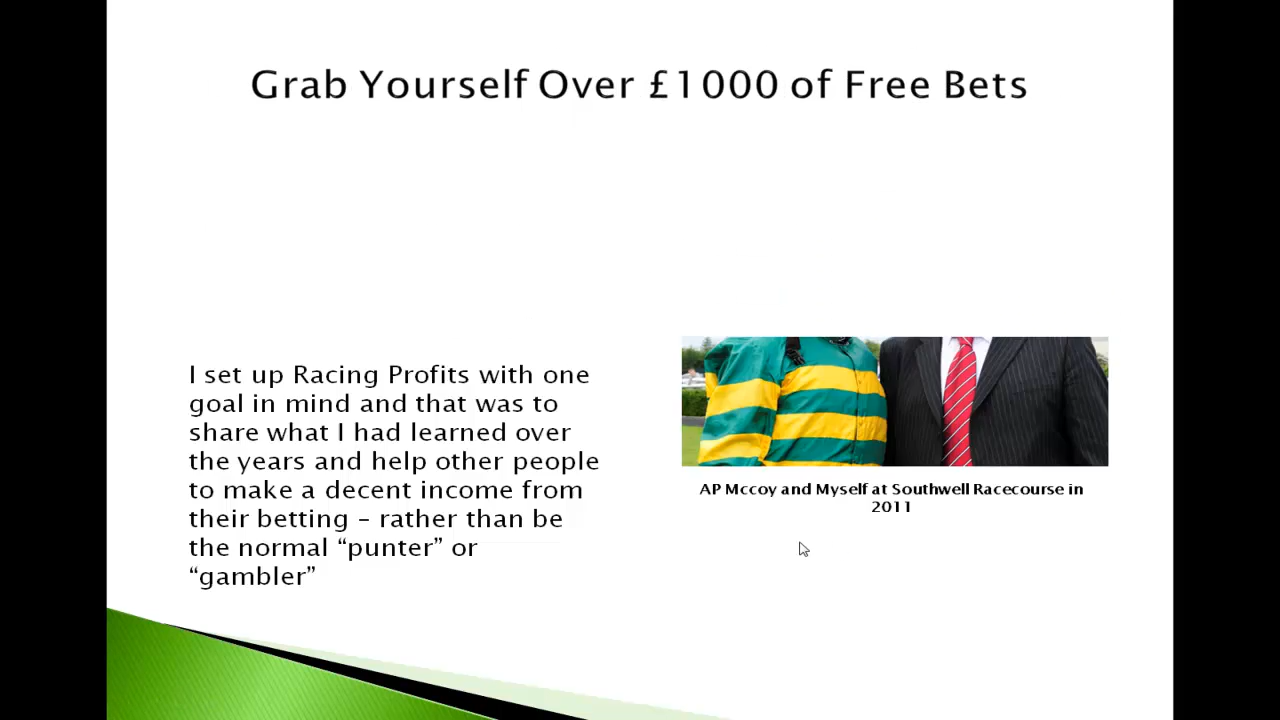 Grab Yourself Over £1000 of Free Bets
I set up Racing Profits with one
goal in mind and that was to
share what I had learned over
the years and help other people
to make a decent income from
their betting – rather than be
the normal “punter” or
“gambler”
AP Mccoy and Myself at Southwell Racecourse in
2011